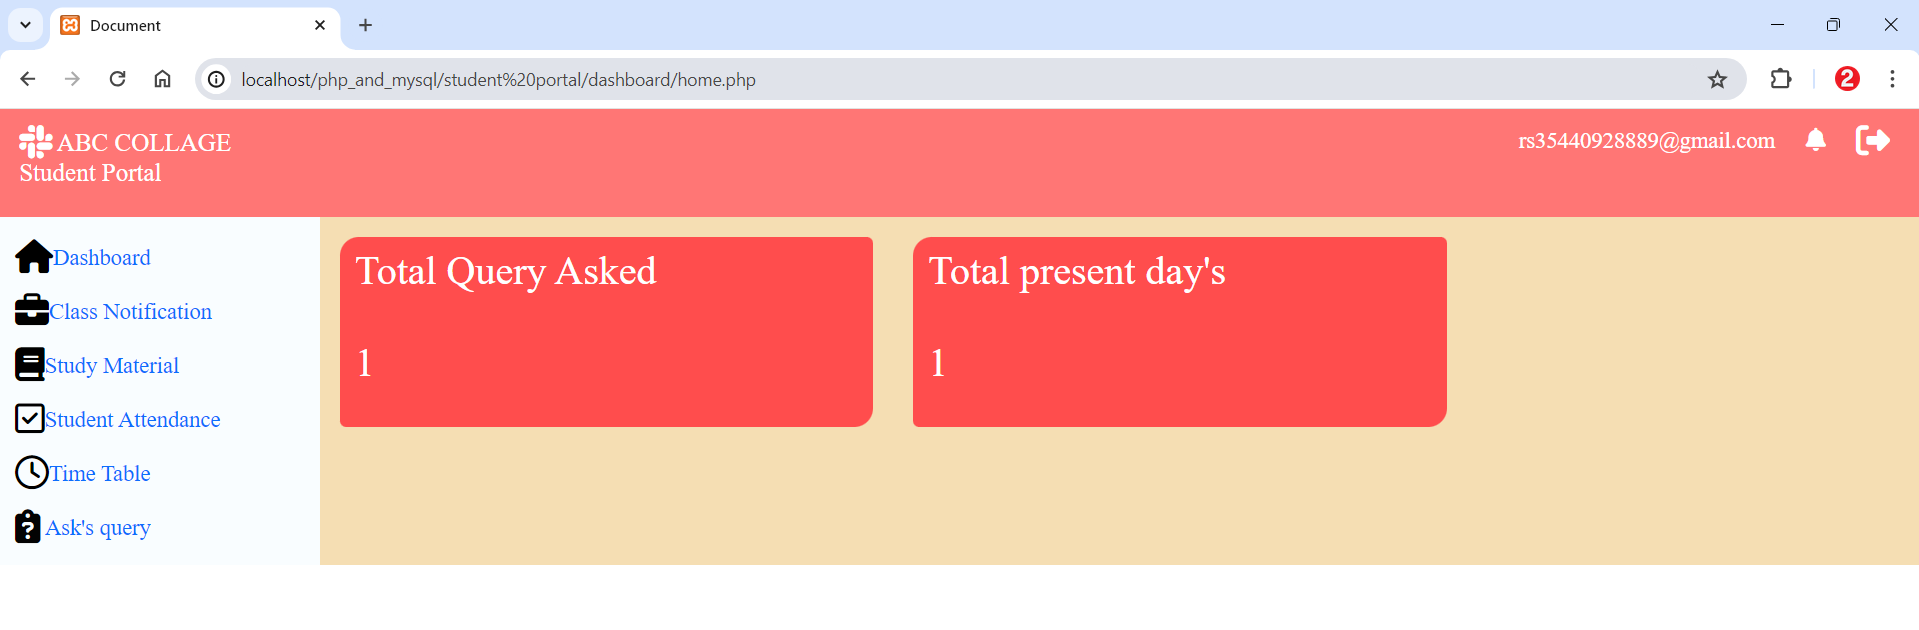 Document
localhost/php_and_mysql/student%20portal/dashboard/home.php
2
ABC COLLAGE
Student Portal
rs35440928889@gmail.com
Dashboard
Class Notification
Study Material
Student Attendance
Time Table
Ask's query
Total Query Asked
1
Total present day's
1